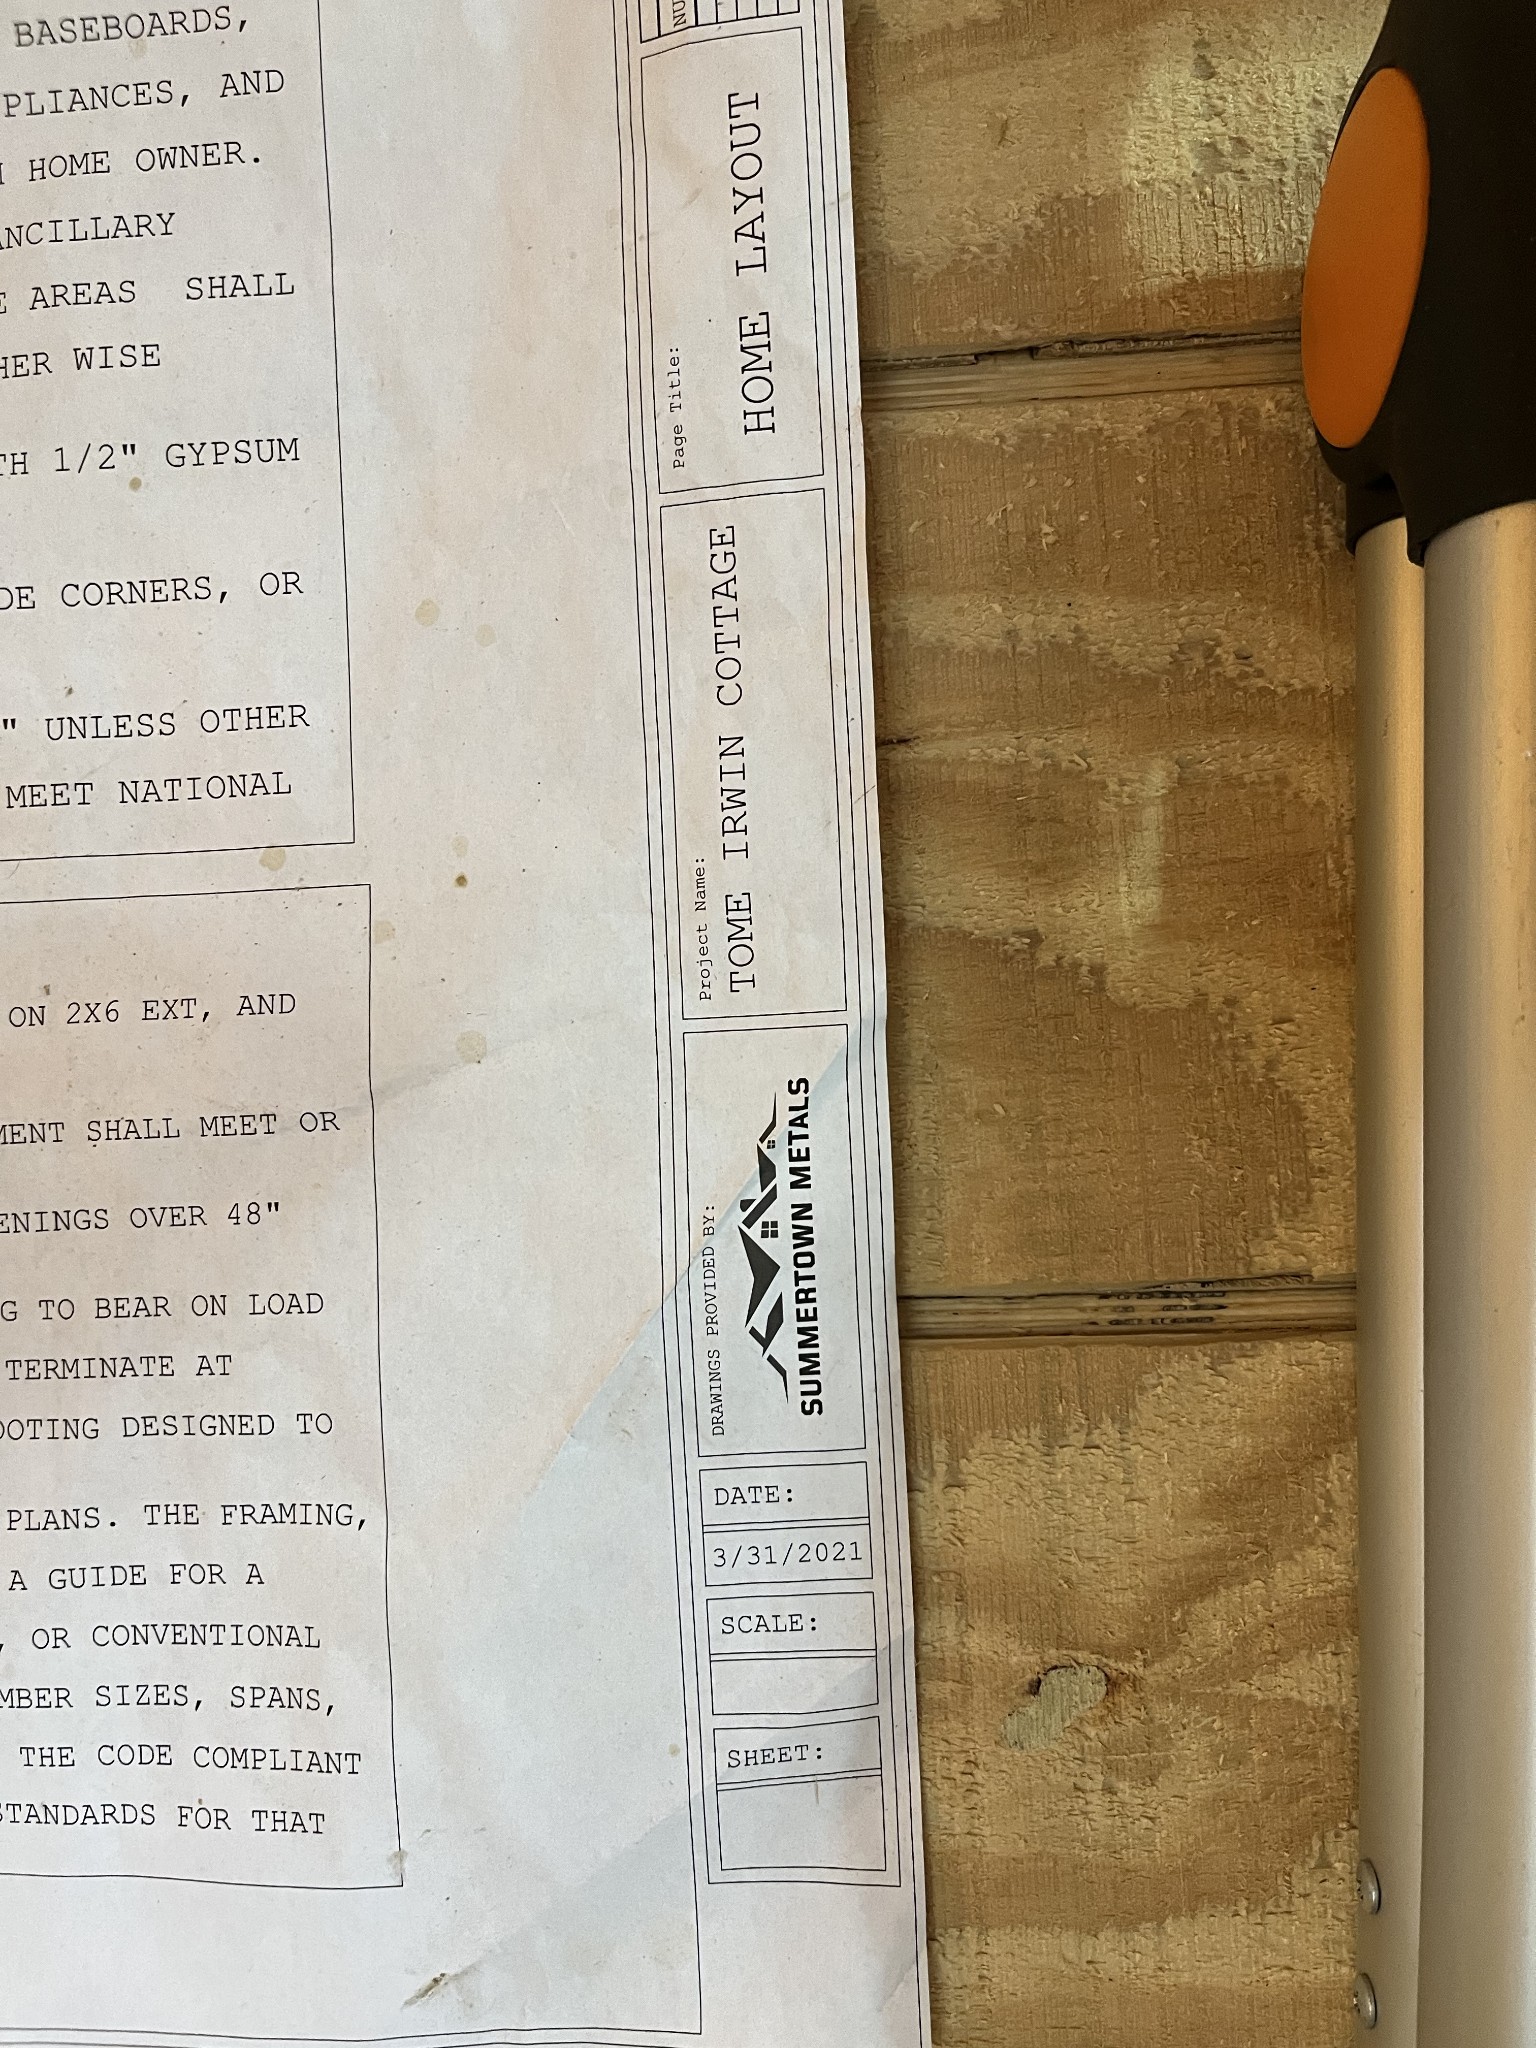 BASEBOARDS,
PLIANCES, AND
HOME OWNER.
ANCILLARY
AREAS SHALL
HER WISE
TH 1/2" GYPSUM
DE CORNERS, OR
" UNLESS OTHER
MEET NATIONAL
ON 2X6 EXT, AND
MENT SHALL MEET OR
ENINGS OVER 48"
G TO BEAR ON LOAD
TERMINATE AT
OOTING DESIGNED TO
PLANS. THE FRAMING,
A GUIDE FOR A
, OR CONVENTIONAL
MBER SIZES, SPANS,
THE CODE COMPLIANT
STANDARDS FOR THAT
NU
Page Title:
HOME LAYOUT
Project Name:
TOME IRWIN COTTAGE
DRAWINGS PROVIDED BY:
SUMMERTOWN METALS
DATE:
3/31/2021
SCALE:
SHEET: